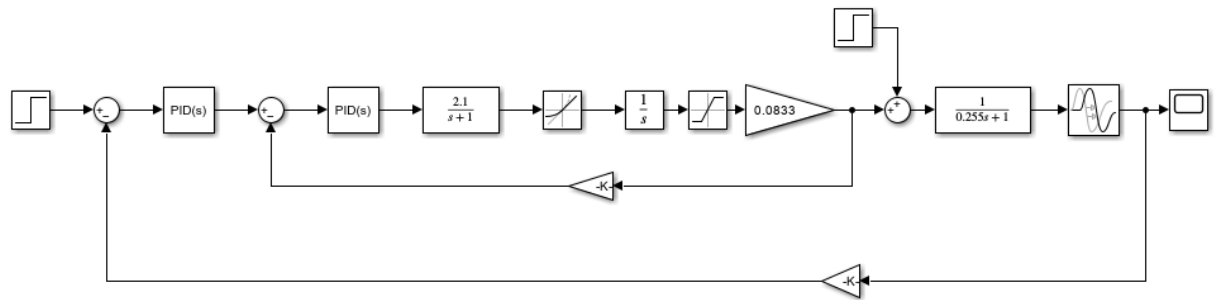 +
−
PID(s)
+
−
PID(s)
2.1
s + 1
1
s
0.0833
+
+
1
0.255s + 1
-K-
-K-